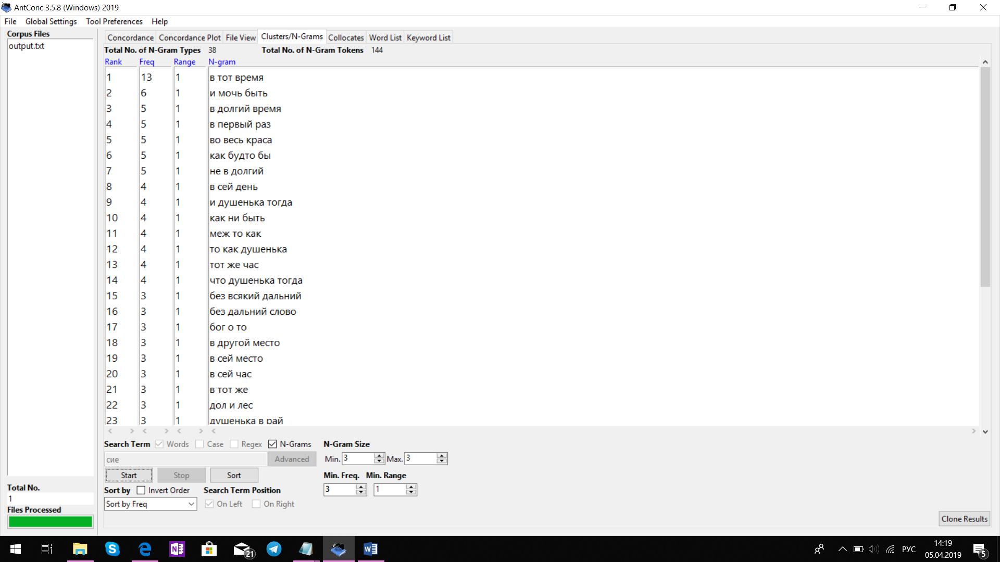 AntConc 3.5.8 (Windows) 2019
File Global Settings Tool Preferences Help
Corpus Files
output.txt
Concordance Concordance Plot File View Clusters/N-Grams Collocates Word List Keyword List
Total No. of N-Gram Types 38 Total No. of N-Gram Tokens 144
Rank Freq Range N-gram
1 13 1 в тот время
2 6 1 и мочь быть
3 5 1 в долгий время
4 5 1 в первый раз
5 5 1 во весь краса
6 5 1 как будто бы
7 5 1 не в долгий
8 4 1 в сей день
9 4 1 и душенька тогда
10 4 1 как ни быть
11 4 1 меж то как
12 4 1 то как душенька
13 4 1 тот же час
14 4 1 что душенька тогда
15 3 1 без всякий дальний
16 3 1 без дальний слово
17 3 1 бог о то
18 3 1 в другой место
19 3 1 в сей место
20 3 1 в сей час
21 3 1 в тот же
22 3 1 дол и лес
23 3 1 душенька в рай
Search Term Words Case Regex N-Grams N-Gram Size
сие Advanced Min. 3 Max. 3
Start Stop Sort Min. Freq. Min. Range
3 1
Sort by Invert Order Search Term Position
Sort by Freq On Left On Right
Total No.
1
Files Processed
Clone Results
21
РУС
14:19
05.04.2019
5